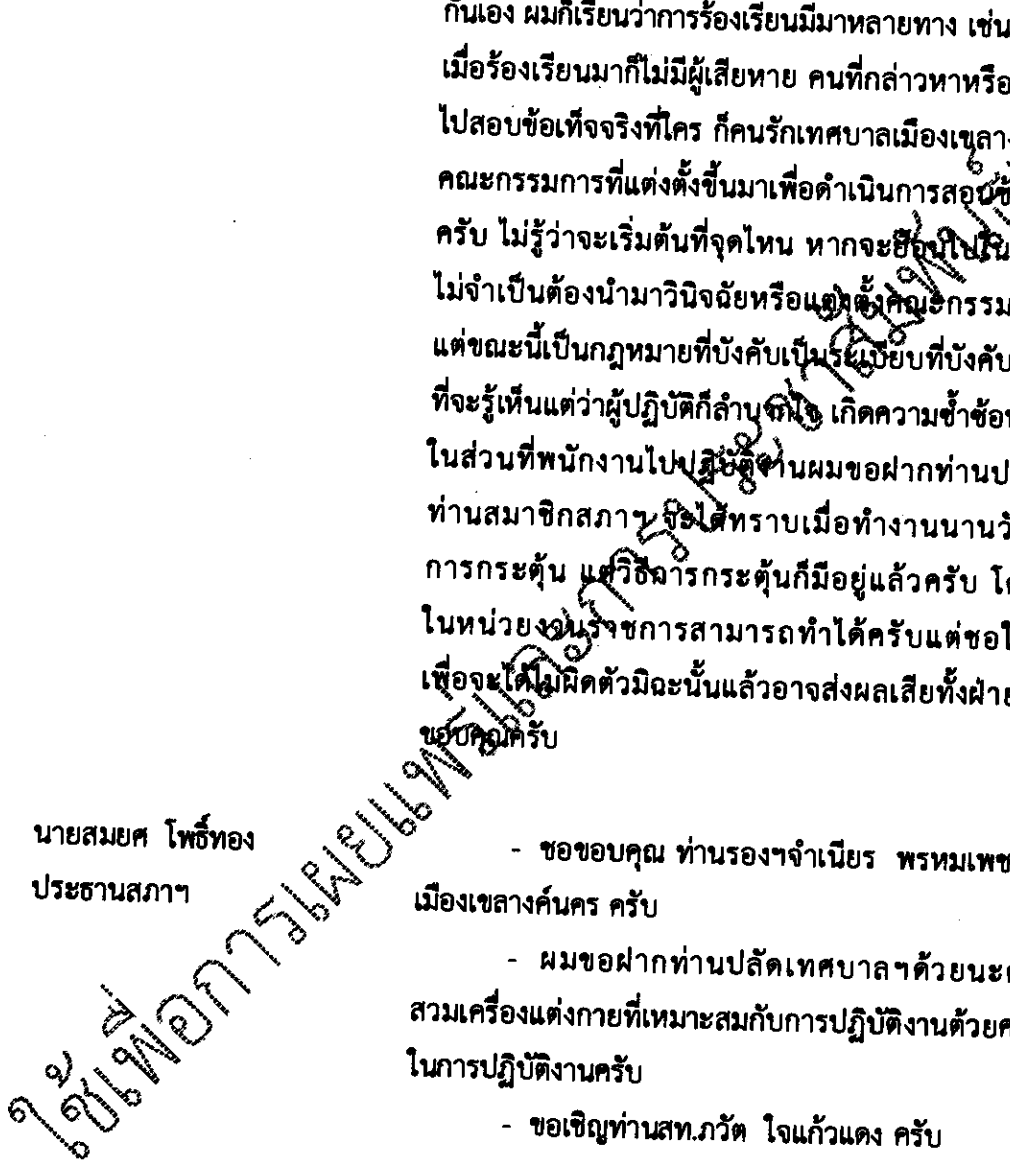 กันเอง ผมก็เรียนว่าการร้องเรียนมีมาหลายทาง เช่น
เมื่อร้องเรียนมาก็ไม่มีผู้เสียหาย คนที่กล่าวหาหรือ
ไปสอบข้อเท็จจริงที่ใคร ก็คนรักเทศบาลเมืองเขลาง
คณะกรรมการที่แต่งตั้งขึ้นมาเพื่อดำเนินการสอบข้
ครับ ไม่รู้ว่าจะเริ่มต้นที่จุดไหน หากจะย้อนไปใน
ไม่จำเป็นต้องนำมาวินิจฉัยหรือแต่งตั้งคณะกรรม
แต่ขณะนี้เป็นกฎหมายที่บังคับเป็นระเบียบที่บังคับ
ที่จะรู้เห็นแต่ว่าผู้ปฏิบัติก็ลำบากใจ เกิดความซ้ำซ้อน
ในส่วนที่พนักงานไปปฏิบัติงานผมขอฝากท่านป
ท่านสมาชิกสภาฯ จะได้ทราบเมื่อทำงานนานวั
การกระตุ้น แต่วิธีการกระตุ้นก็มีอยู่แล้วครับ โด
ในหน่วยงานราชการสามารถทำได้ครับแต่ขอใ
เพื่อจะได้ไม่ผิดตัวมิฉะนั้นแล้วอาจส่งผลเสียทั้งฝ่าย
ขอบคุณครับ
นายสมยศ โพธิ์ทอง
- ขอขอบคุณ ท่านรองฯจำเนียร พรหมเพช
ประธานสภาฯ
เมืองเขลางค์นคร ครับ
- ผมขอฝากท่านปลัดเทศบาลฯด้วยนะค
สวมเครื่องแต่งกายที่เหมาะสมกับการปฏิบัติงานด้วยค
ในการปฏิบัติงานครับ
- ขอเชิญท่านสท.ภวัต ใจแก้วแดง ครับ
ใช้เพื่อการเผยแพร่และการประชาสัมพันธ์